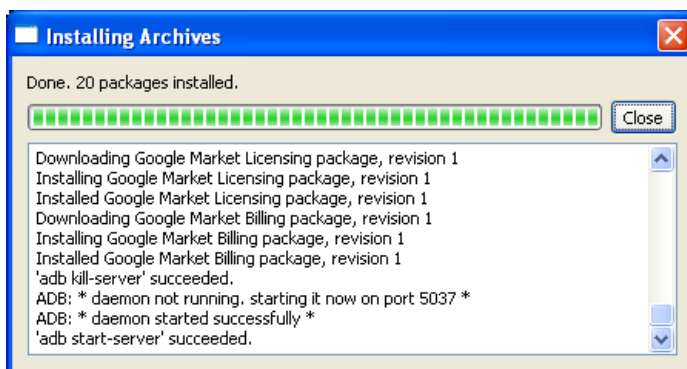 Installing Archives
Done. 20 packages installed.
Close
Downloading Google Market Licensing package, revision 1
Installing Google Market Licensing package, revision 1
Installed Google Market Licensing package, revision 1
Downloading Google Market Billing package, revision 1
Installing Google Market Billing package, revision 1
Installed Google Market Billing package, revision 1
'adb kill-server' succeeded.
ADB: * daemon not running. starting it now on port 5037 *
ADB: * daemon started successfully *
'adb start-server' succeeded.